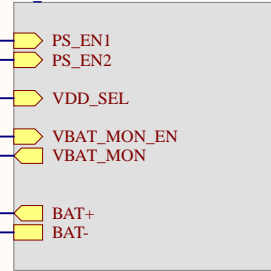 PS_EN1
PS_EN2
VDD_SEL
VBAT_MON_EN
VBAT_MON
BAT+
BAT-